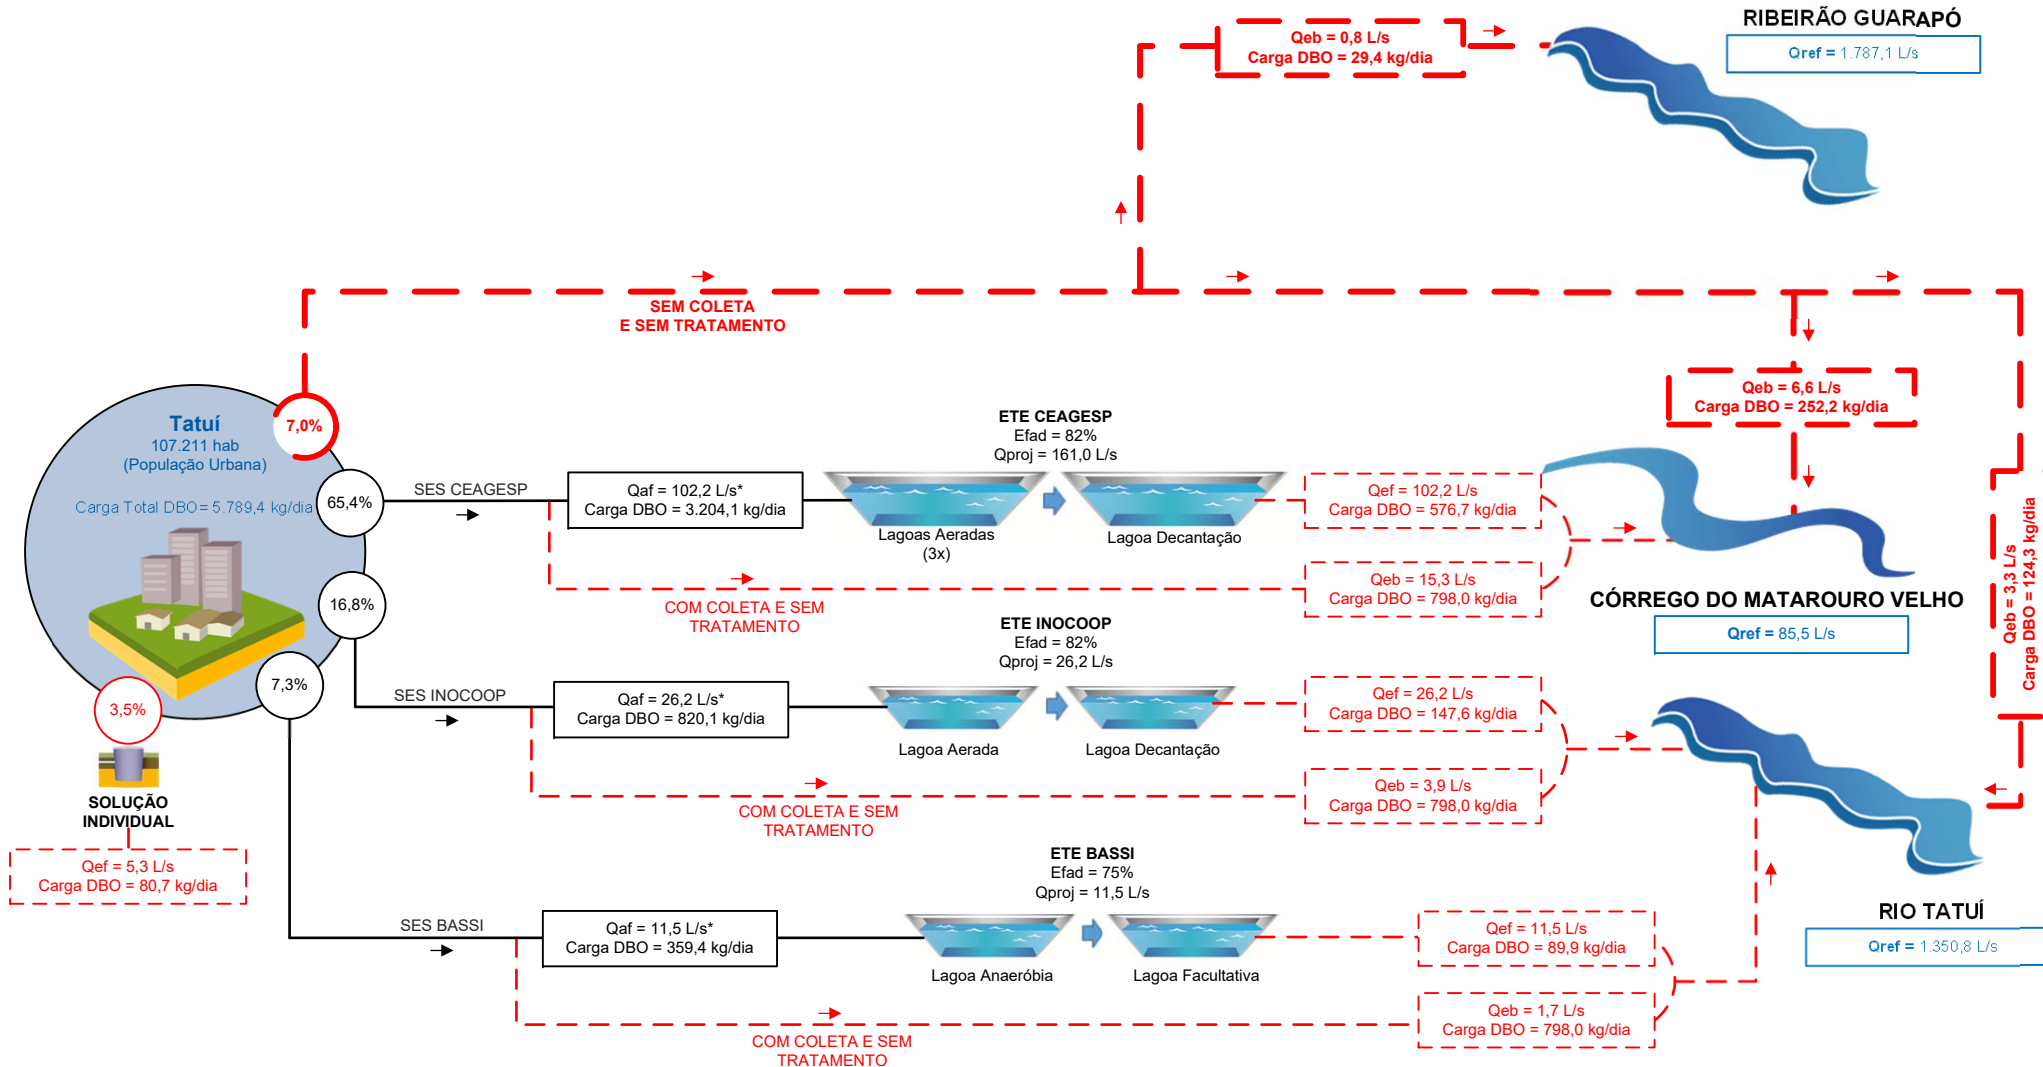 RIBEIRÃO GUARAPÓ
Qref = 1.787,1 L/s
Qeb = 0,8 L/s
Carga DBO = 29,4 kg/dia
SEM COLETA
E SEM TRATAMENTO
Qeb = 6,6 L/s
Carga DBO = 252,2 kg/dia
Qeb = 3,3 L/s
Carga DBO = 124,3 kg/dia
Tatuí
107.211 hab
(População Urbana)
Carga Total DBO= 5.789,4 kg/dia
7,0%
65,4%
16,8%
7,3%
3,5%
SOLUÇÃO
INDIVIDUAL
Qef = 5,3 L/s
Carga DBO = 80,7 kg/dia
SES CEAGESP
Qaf = 102,2 L/s*
Carga DBO = 3.204,1 kg/dia
ETE CEAGESP
Efad = 82%
Qproj = 161,0 L/s
Lagoas Aeradas
(3x)
Lagoa Decantação
Qef = 102,2 L/s
Carga DBO = 576,7 kg/dia
COM COLETA E SEM
TRATAMENTO
Qeb = 15,3 L/s
Carga DBO = 798,0 kg/dia
CÓRREGO DO MATAROURO VELHO
Qref = 85,5 L/s
SES INOCOOP
Qaf = 26,2 L/s*
Carga DBO = 820,1 kg/dia
ETE INOCOOP
Efad = 82%
Qproj = 26,2 L/s
Lagoa Aerada
Lagoa Decantação
Qef = 26,2 L/s
Carga DBO = 147,6 kg/dia
COM COLETA E SEM
TRATAMENTO
Qeb = 3,9 L/s
Carga DBO = 798,0 kg/dia
SES BASSI
Qaf = 11,5 L/s*
Carga DBO = 359,4 kg/dia
ETE BASSI
Efad = 75%
Qproj = 11,5 L/s
Lagoa Anaeróbia
Lagoa Facultativa
Qef = 11,5 L/s
Carga DBO = 89,9 kg/dia
COM COLETA E SEM
TRATAMENTO
Qeb = 1,7 L/s
Carga DBO = 798,0 kg/dia
RIO TATUÍ
Qref = 1.350,8 L/s